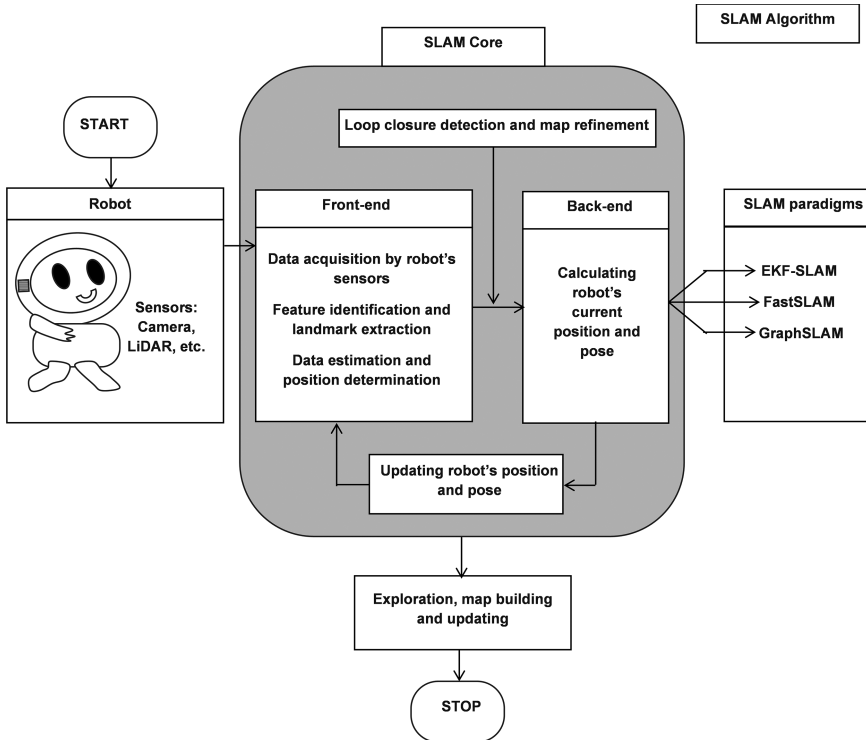 SLAM Algorithm
SLAM Core
START
Loop closure detection and map refinement
Robot
Sensors:
Camera,
LiDAR, etc.
Front-end
Data acquisition by robot's
sensors
Feature identification and
landmark extraction
Data estimation and
position determination
Back-end
Calculating
robot's
current
position and
pose
SLAM paradigms
EKF-SLAM
FastSLAM
GraphSLAM
Updating robot's position
and pose
Exploration, map building
and updating
STOP